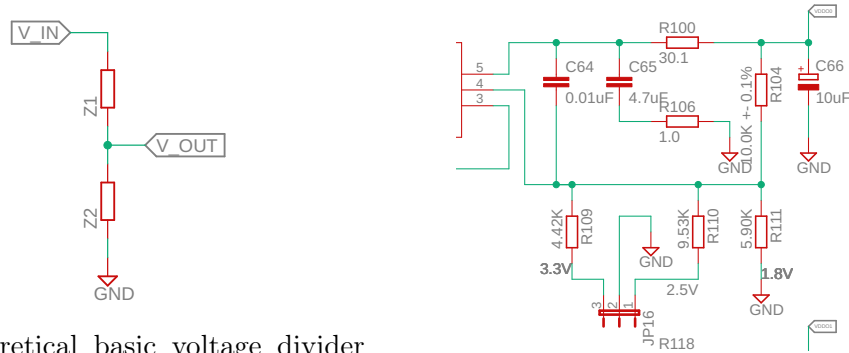 V_IN
Z1
V_OUT
Z2
GND
retical basic voltage divider
VDDO0
R100
30.1
5
4
3
C64
0.01uF
C65
4.7uF
R106
1.0
GND
R104
10.0K +- 0.1%
C66
+
10uF
GND
4.42K
R109
3.3V
GND
9.53K
R110
2.5V
5.90K
R111
1.8V
GND
3
2
1
JP16
R118
VDDO1